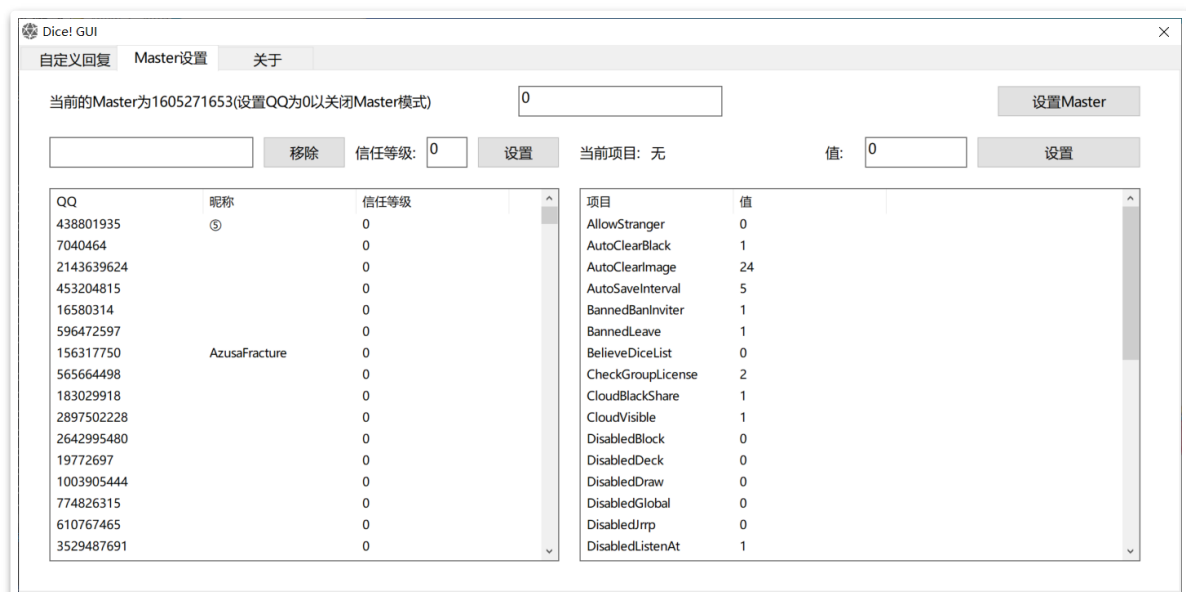 Dice! GUI
自定义回复 Master设置 关于
当前的Master为1605271653(设置QQ为0以关闭Master模式) 0 设置Master
移除 信任等级: 0 设置 当前项目: 无 值: 0 设置
QQ 昵称 信任等级 项目 值
438801935 ⑤ 0 AllowStranger 0
7040464 0 AutoClearBlack 1
2143639624 0 AutoClearImage 24
453204815 0 AutoSaveInterval 5
16580314 0 BannedBanInviter 1
596472597 0 BannedLeave 1
156317750 AzusaFracture 0 BelieveDiceList 0
565664498 0 CheckGroupLicense 2
183029918 0 CloudBlackShare 1
2897502228 0 CloudVisible 1
2642995480 0 DisabledBlock 0
19772697 0 DisabledDeck 0
1003905444 0 DisabledDraw 0
774826315 0 DisabledGlobal 0
610767465 0 DisabledJrrp 0
3529487691 0 DisabledListenAt 1